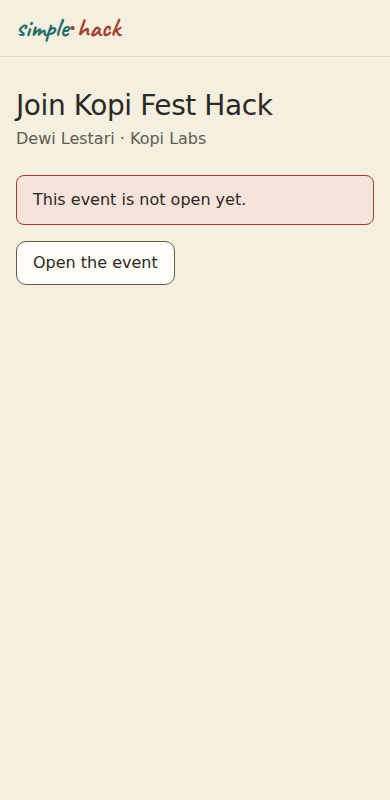 simple·hack
Join Kopi Fest Hack
Dewi Lestari · Kopi Labs
This event is not open yet.
Open the event